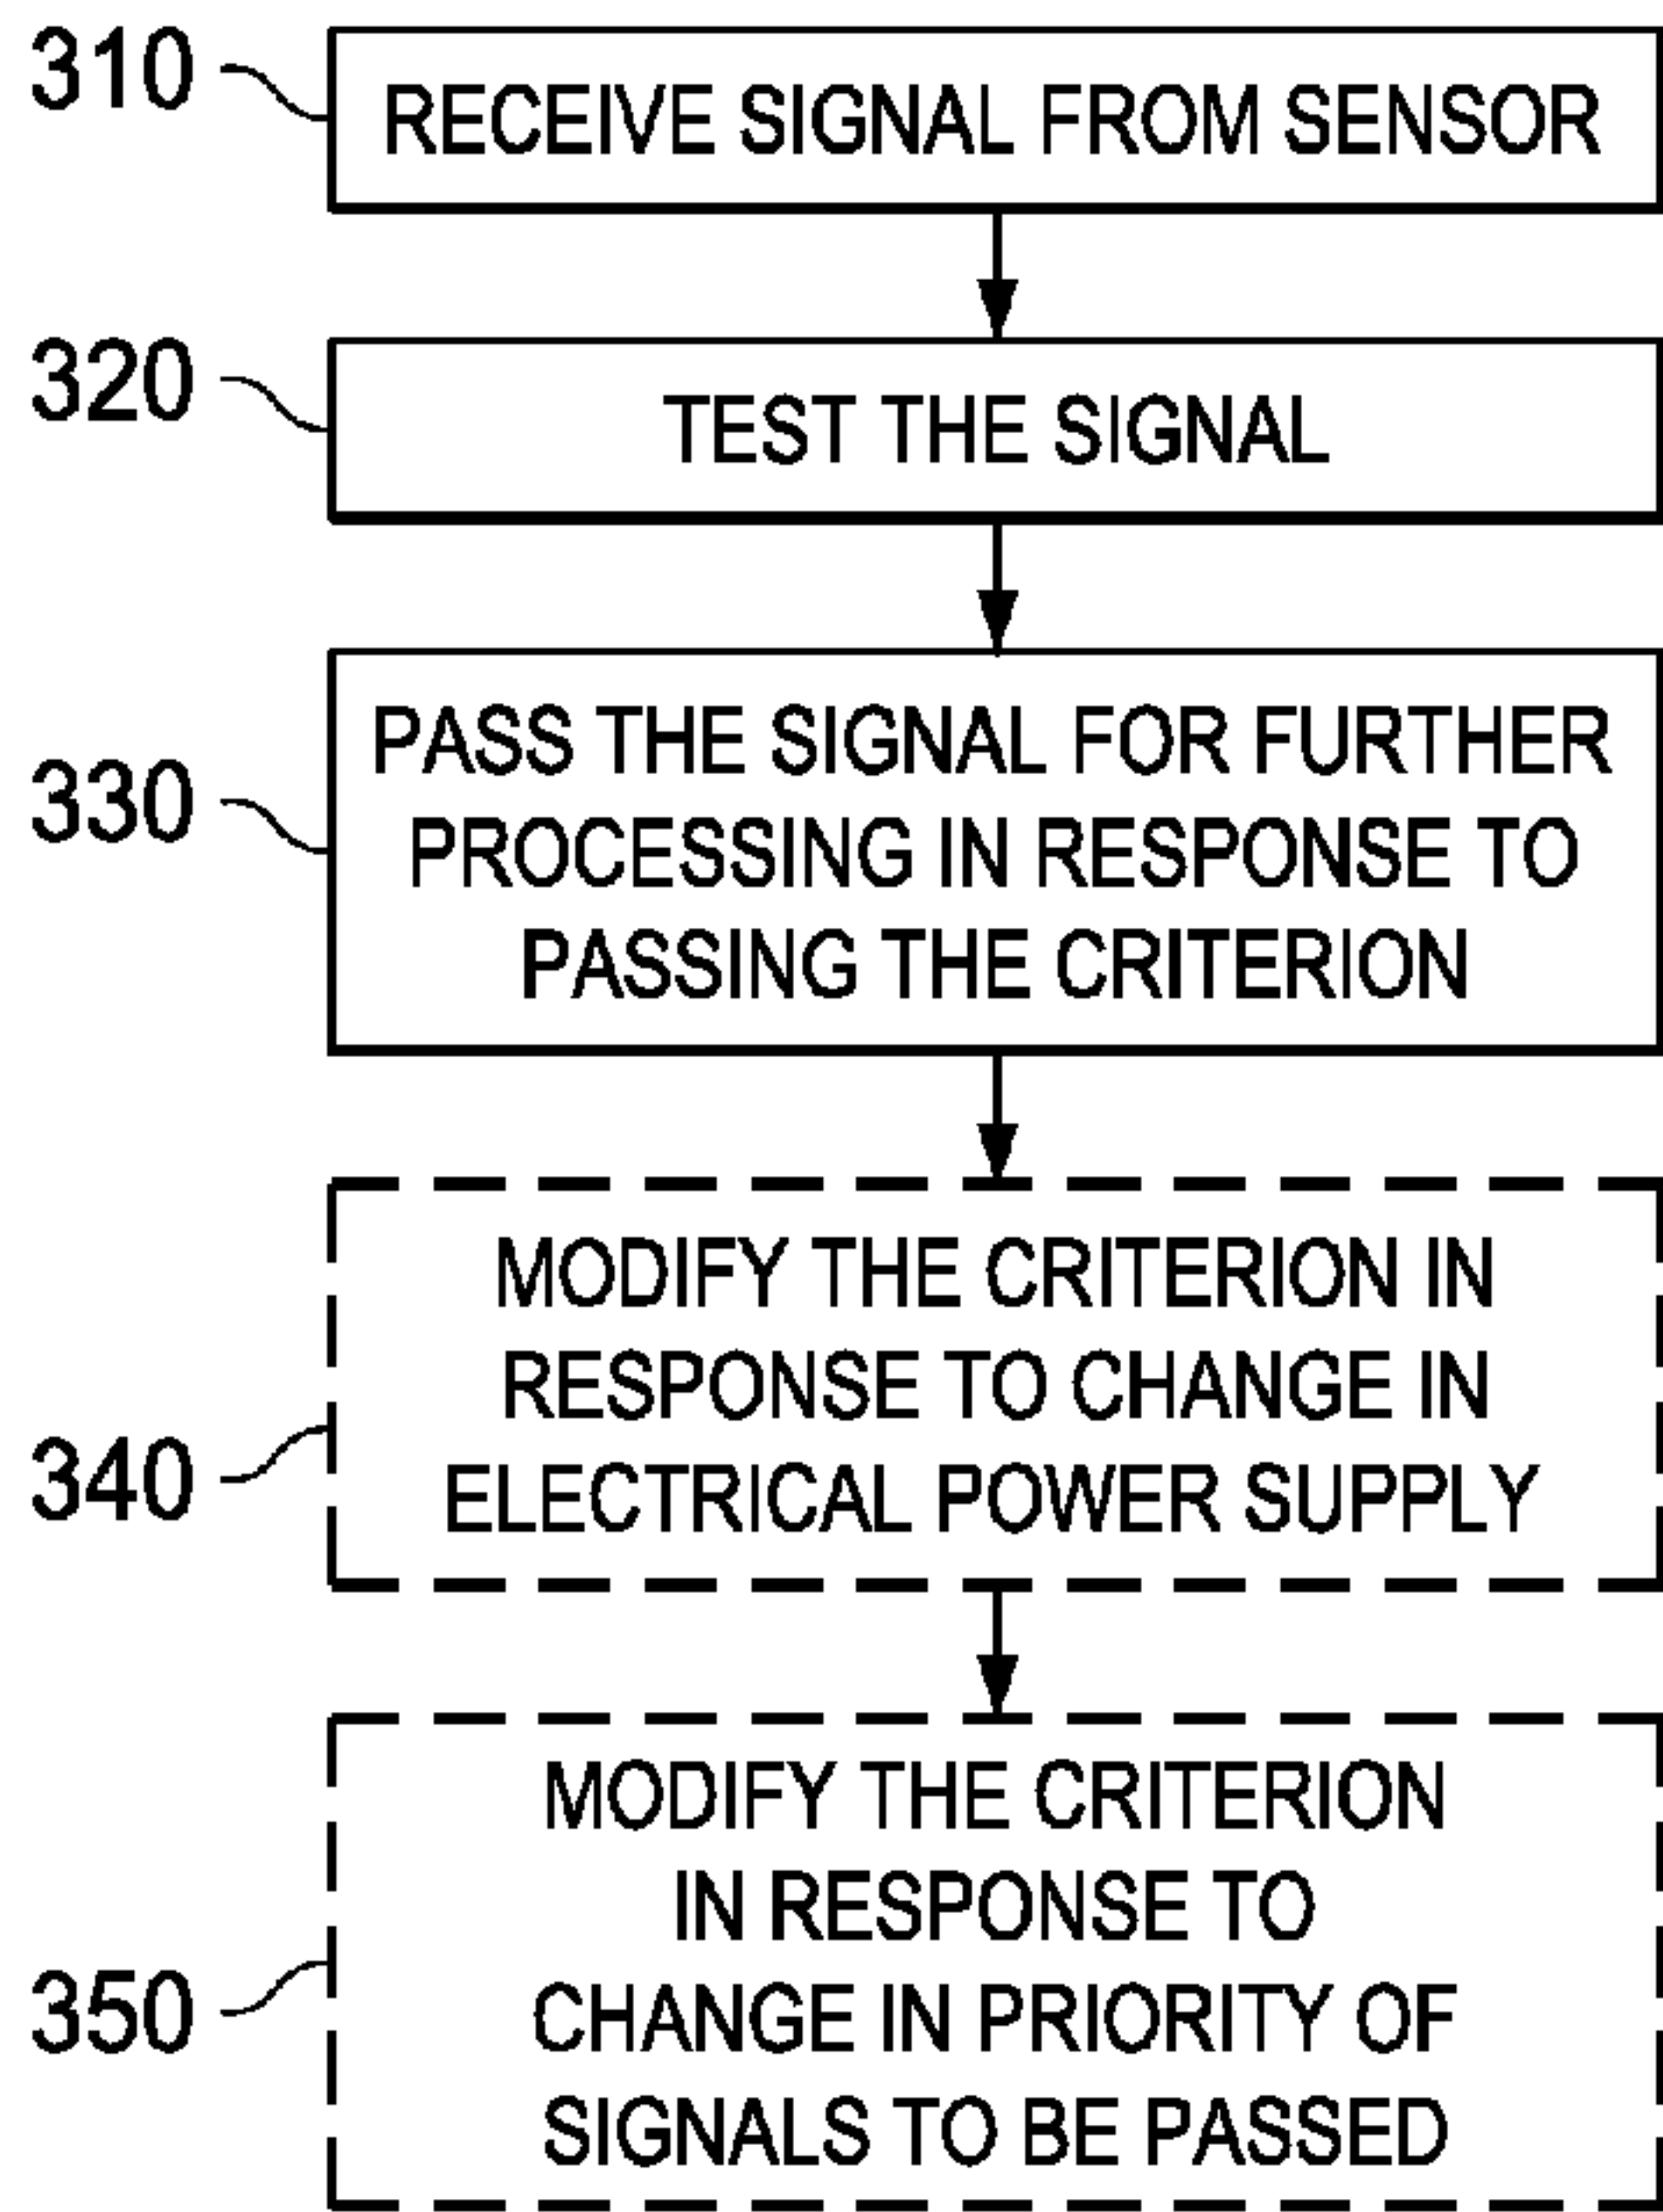 310
RECEIVE SIGNAL FROM SENSOR
320
TEST THE SIGNAL
330
PASS THE SIGNAL FOR FURTHER
PROCESSING IN RESPONSE TO
PASSING THE CRITERION
340
MODIFY THE CRITERION IN
RESPONSE TO CHANGE IN
ELECTRICAL POWER SUPPLY
350
MODIFY THE CRITERION
IN RESPONSE TO
CHANGE IN PRIORITY OF
SIGNALS TO BE PASSED